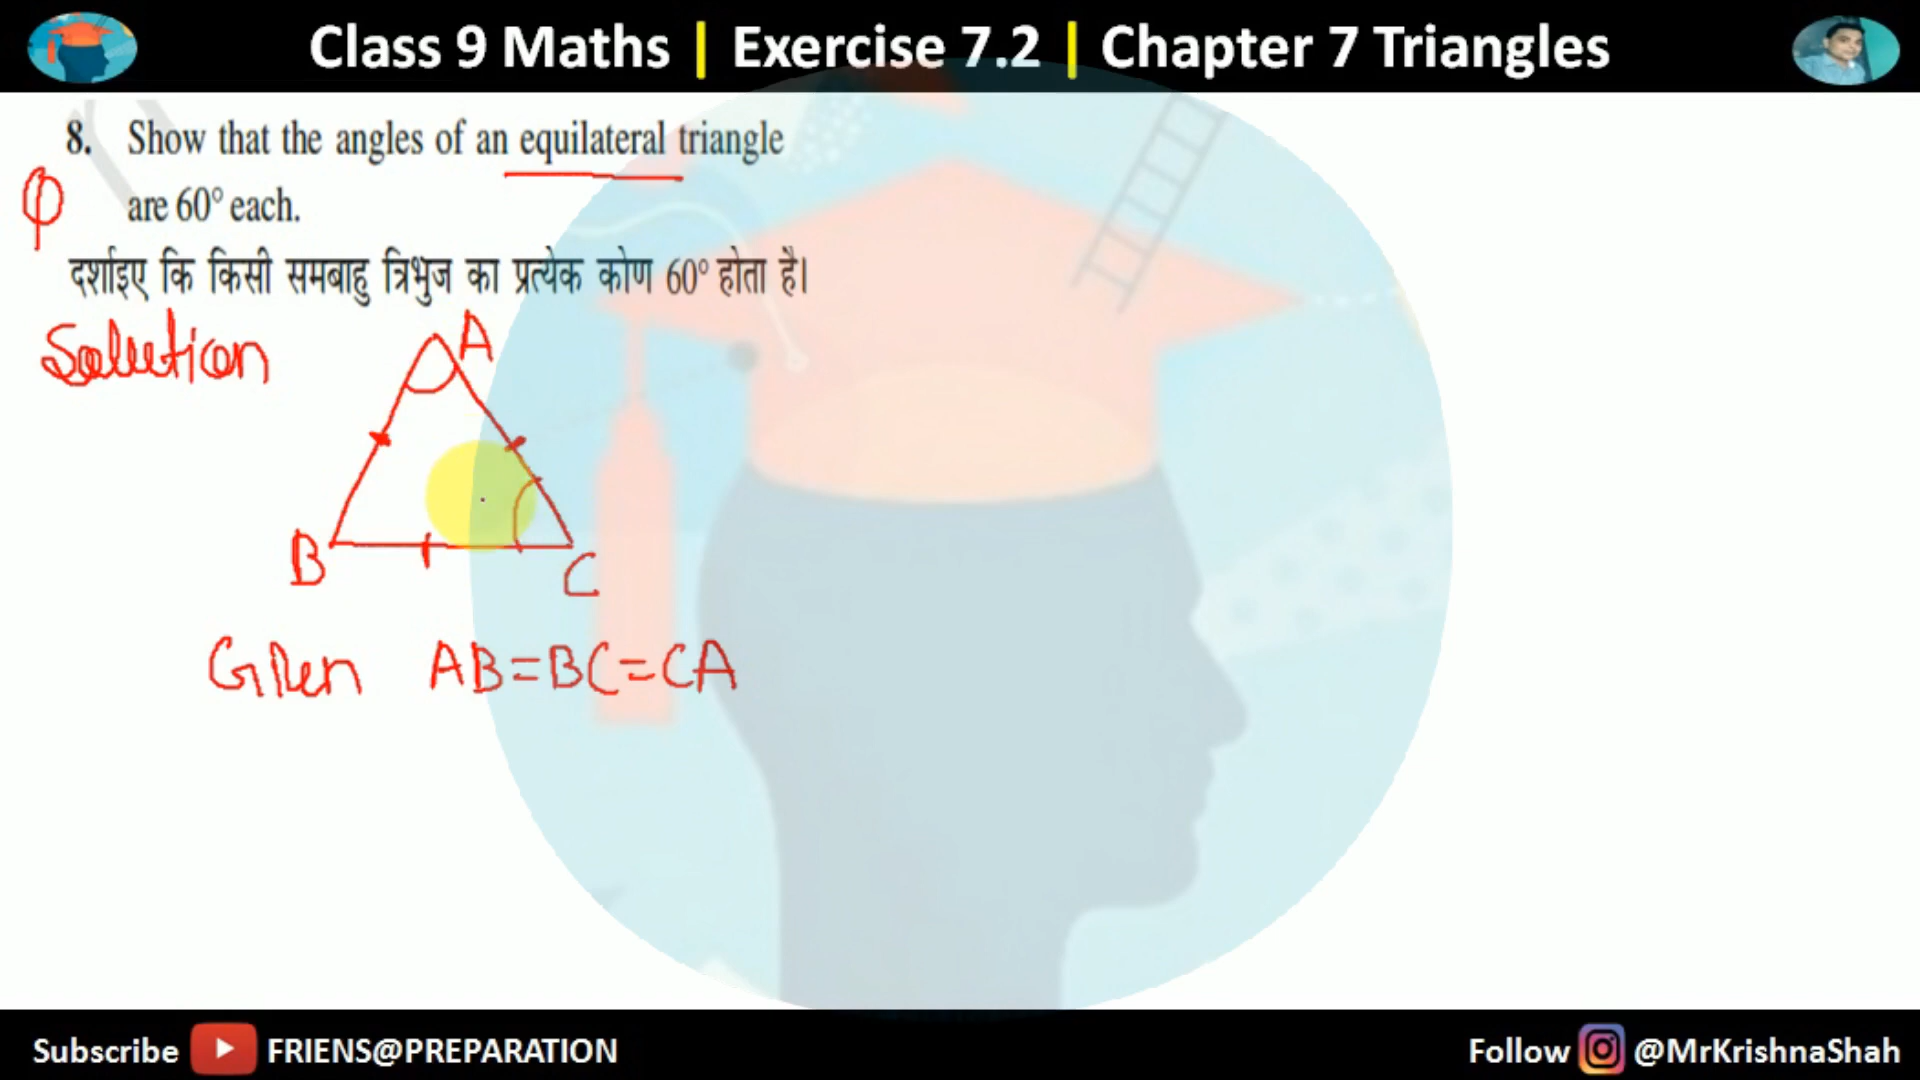 Class 9 Maths | Exercise 7.2 | Chapter 7 Triangles
8. Show that the angles of an equilateral triangle
are 60° each.
दर्शाइए कि किसी समबाहु त्रिभुज का प्रत्येक कोण 60° होता है।
Solution
A
B
C
Given AB=BC=CA
Subscribe FRIENS@PREPARATION
Follow @MrKrishnaShah